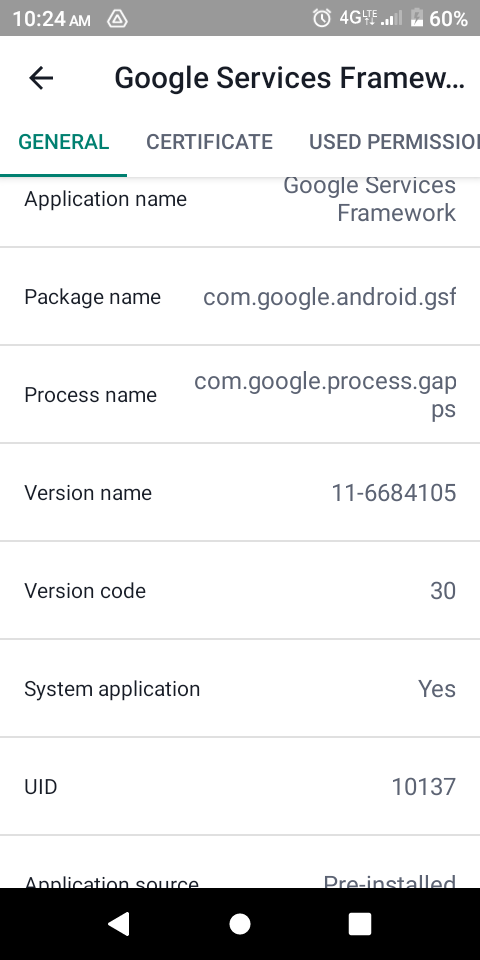 10:24 AM 4G LTE 60%
Google Services Framew...
GENERAL CERTIFICATE USED PERMISSIO
Application name Google Services
Framework
Package name com.google.android.gsf
Process name com.google.process.gap
ps
Version name 11-6684105
Version code 30
System application Yes
UID 10137
Application source Pre-installed